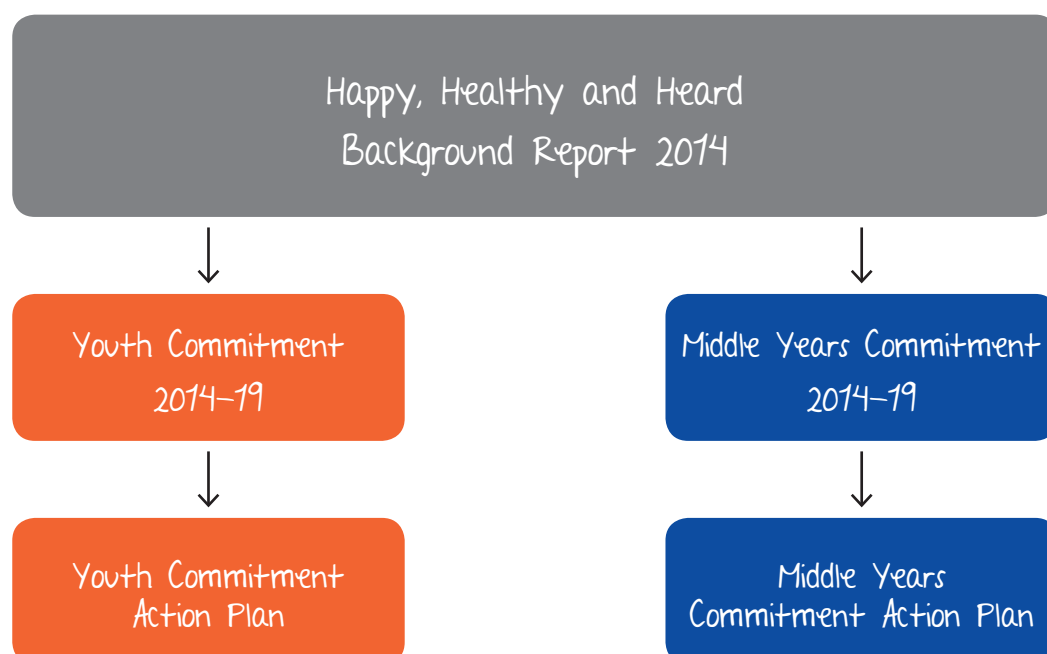 Happy, Healthy and Heard
Background Report 2014
Youth Commitment
2014–19
Middle Years Commitment
2014–19
Youth Commitment
Action Plan
Middle Years
Commitment Action Plan